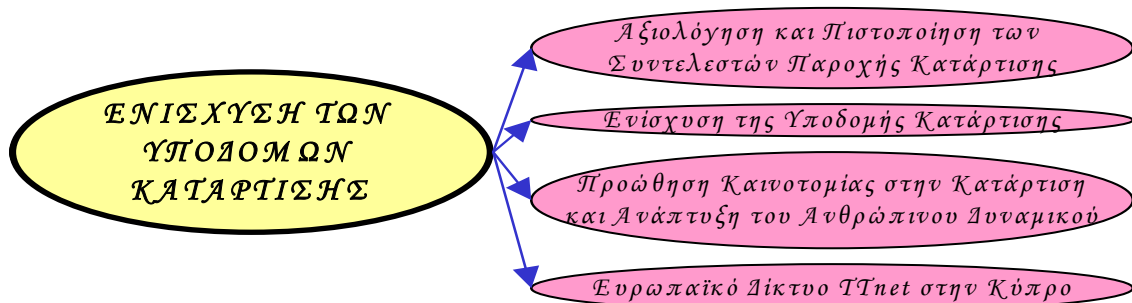 ΕΝΙΣΧΥΣΗ ΤΩΝ
ΥΠΟΔΟΜΩΝ
ΚΑΤΑΡΤΙΣΗΣ
Αξιολόγηση και Πιστοποίηση των
Συντελεστών Παροχής Κατάρτισης
Ενίσχυση της Υποδομής Κατάρτισης
Προώθηση Καινοτομίας στην Κατάρτιση
και Ανάπτυξη του Ανθρώπινου Δυναμικού
Ευρωπαϊκό Δίκτυο TTnet στην Κύπρο